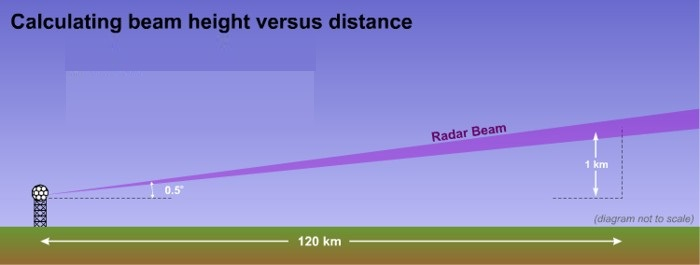 Calculating beam height versus distance
Radar Beam
1 km
0.5°
(diagram not to scale)
120 km